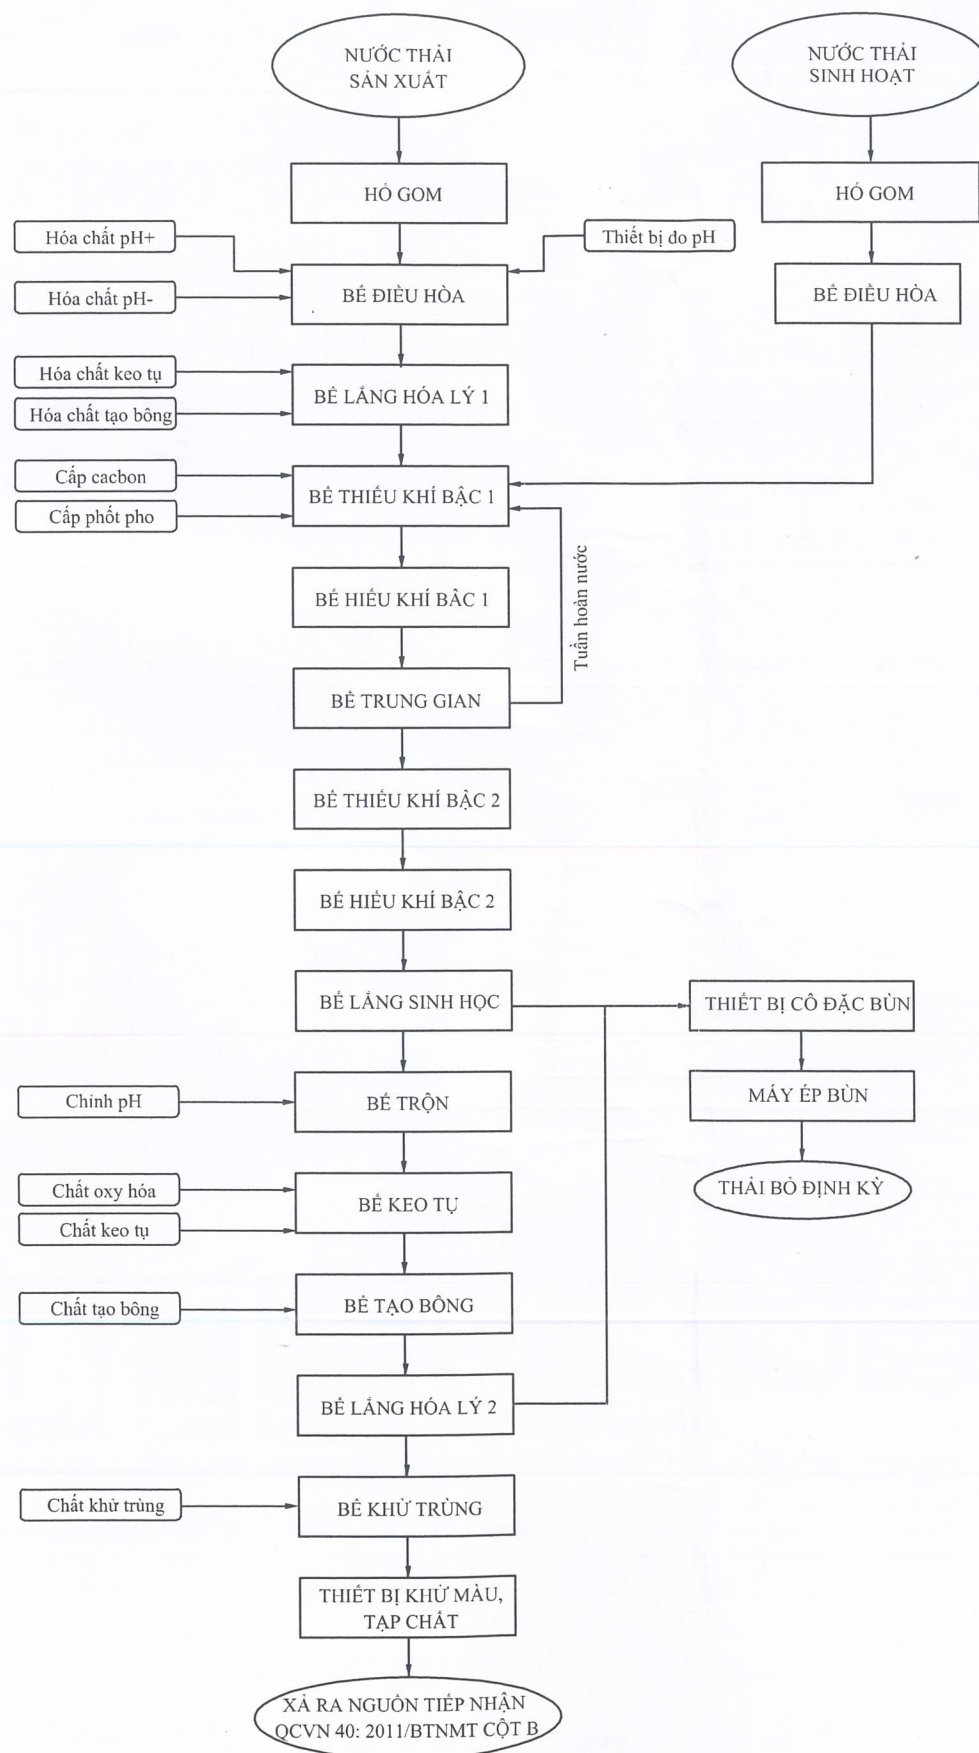 NƯỚC THẢI
SẢN XUẤT
NƯỚC THẢI
SINH HOẠT
HỐ GOM
HỐ GOM
Hóa chất pH+
Thiết bị đo pH
BỂ ĐIỀU HÒA
BỂ ĐIỀU HÒA
Hóa chất pH-
Hóa chất keo tụ
BỂ LẮNG HÓA LÝ 1
Hóa chất tạo bông
Cấp cacbon
BỂ THIẾU KHÍ BẬC 1
Cấp phốt pho
Tuần hoàn nước
BỂ HIẾU KHÍ BẬC 1
BỂ TRUNG GIAN
BỂ THIẾU KHÍ BẬC 2
BỂ HIẾU KHÍ BẬC 2
BỂ LẮNG SINH HỌC
THIẾT BỊ CÔ ĐẶC BÙN
Chỉnh pH
BỂ TRỘN
MÁY ÉP BÙN
Chất oxy hóa
BỂ KEO TỤ
THẢI BỎ ĐỊNH KỲ
Chất keo tụ
Chất tạo bông
BỂ TẠO BÔNG
BỂ LẮNG HÓA LÝ 2
Chất khử trùng
BỂ KHỬ TRÙNG
THIẾT BỊ KHỬ MÀU,
TẠP CHẤT
XẢ RA NGUỒN TIẾP NHẬN
QCVN 40: 2011/BTNMT CỘT B